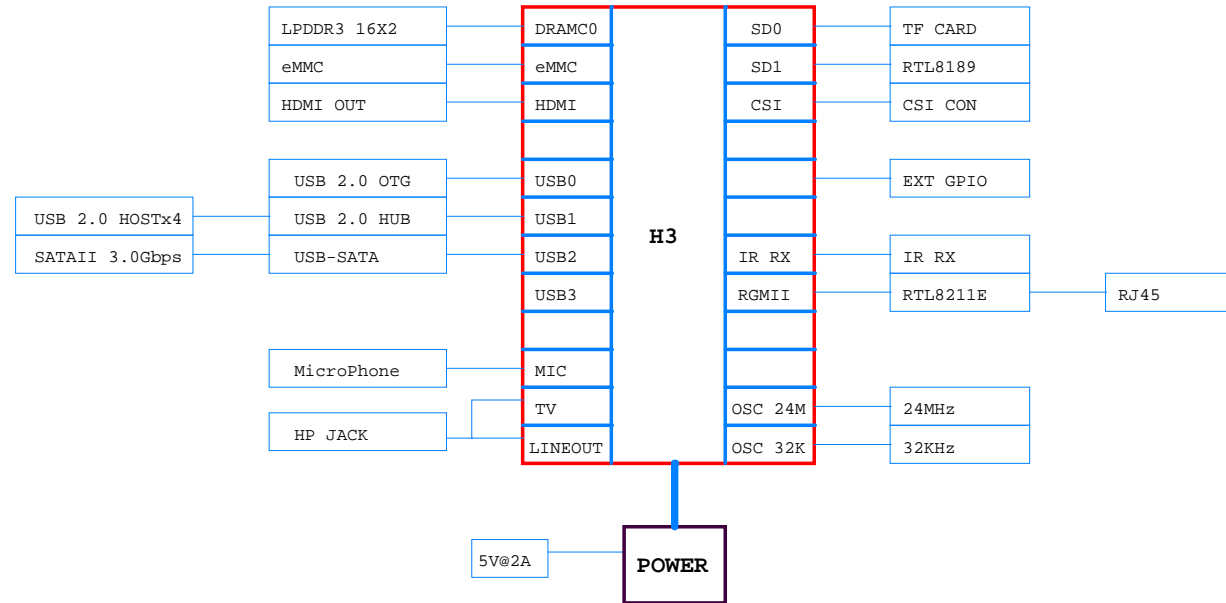 LPDDR3 16X2 DRAMC0 SD0 TF CARD
eMMC eMMC SD1 RTL8189
HDMI OUT HDMI CSI CSI CON
USB 2.0 OTG USB0 EXT GPIO
USB 2.0 HOSTx4 USB 2.0 HUB USB1
H3
SATAII 3.0Gbps USB-SATA USB2 IR RX IR RX
USB3 RGMII RTL8211E RJ45
MicroPhone MIC
TV OSC 24M 24MHz
HP JACK
LINEOUT OSC 32K 32KHz
5V@2A POWER